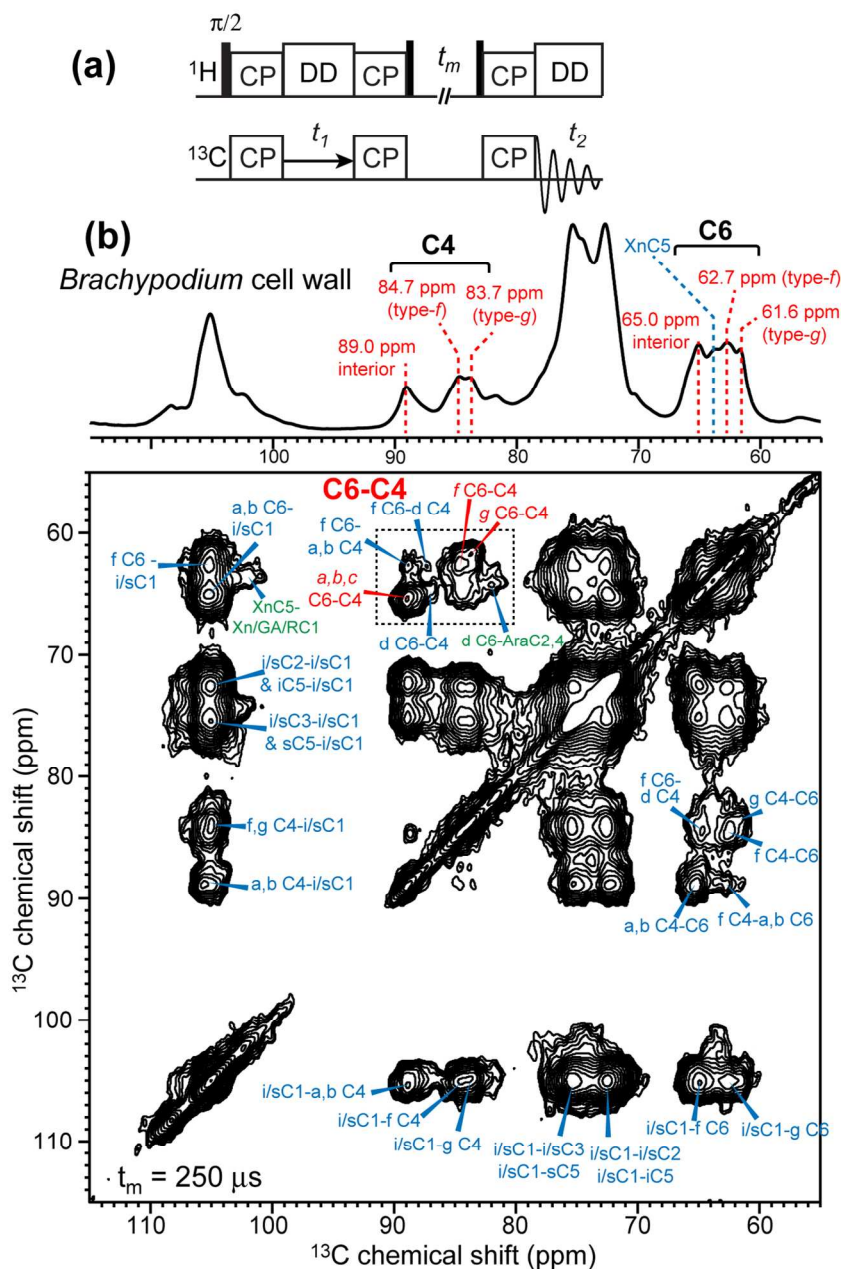 (a)
π/2
¹H CP DD CP tm CP DD
¹³C CP t₁ CP CP t₂
(b)
Brachypodium cell wall
C4
XnC5
C6
84.7 ppm
(type-f)
83.7 ppm
(type-g)
89.0 ppm
interior
62.7 ppm (type-f)
65.0 ppm
interior
61.6 ppm
(type-g)
100 90 80 70 60
C6-C4
a,b C6-
i/sC1
f C6 -
i/sC1
XnC5-
Xn/GA/RC1
f C6-d C4
f C6-
a,b C4
f C6-C4
g C6-C4
a,b,c
C6-C4
d C6-C4
d C6-AraC2,4
i/sC2-i/sC1
& iC5-i/sC1
i/sC3-i/sC1
& sC5-i/sC1
f C6-
d C4
g C4-C6
f C4-C6
f,g C4-i/sC1
a,b C4-i/sC1
a,b C4-C6
f C4-a,b C6
i/sC1-a,b C4
i/sC1-f C4
i/sC1-g C4
i/sC1-i/sC3
i/sC1-sC5
i/sC1-i/sC2
i/sC1-iC5
i/sC1-f C6
i/sC1-g C6
tm = 250 μs
60
70
80
90
100
110
¹³C chemical shift (ppm)
110 100 90 80 70 60
¹³C chemical shift (ppm)